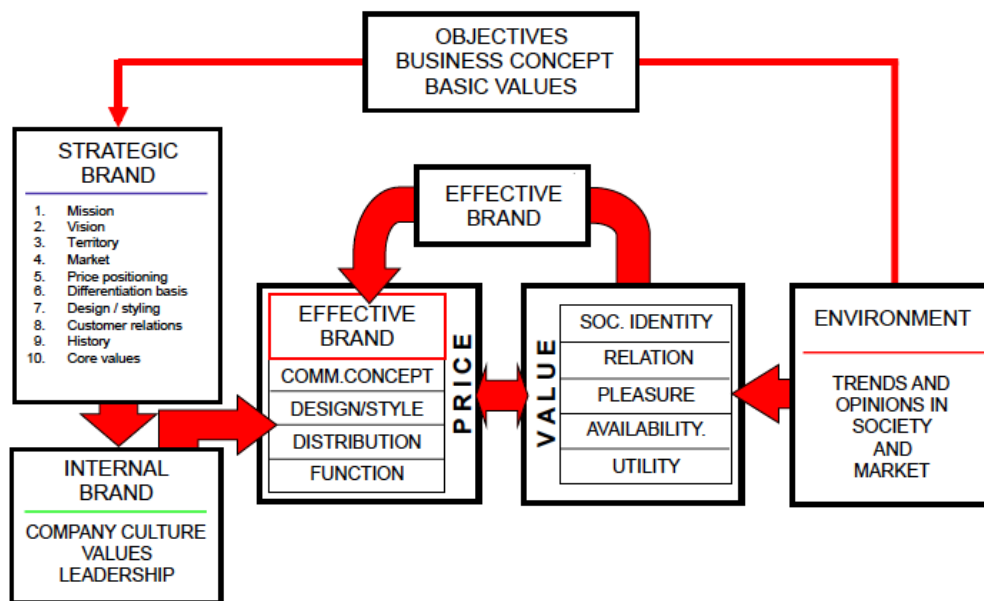 OBJECTIVES
BUSINESS CONCEPT
BASIC VALUES
STRATEGIC
BRAND
1. Mission
2. Vision
3. Territory
4. Market
5. Price positioning
6. Differentiation basis
7. Design / styling
8. Customer relations
9. History
10. Core values
INTERNAL
BRAND
COMPANY CULTURE
VALUES
LEADERSHIP
EFFECTIVE
BRAND
EFFECTIVE
BRAND
COMM.CONCEPT
DESIGN/STYLE
DISTRIBUTION
FUNCTION
PRICE
VALUE
SOC. IDENTITY
RELATION
PLEASURE
AVAILABILITY.
UTILITY
ENVIRONMENT
TRENDS AND
OPINIONS IN
SOCIETY
AND
MARKET